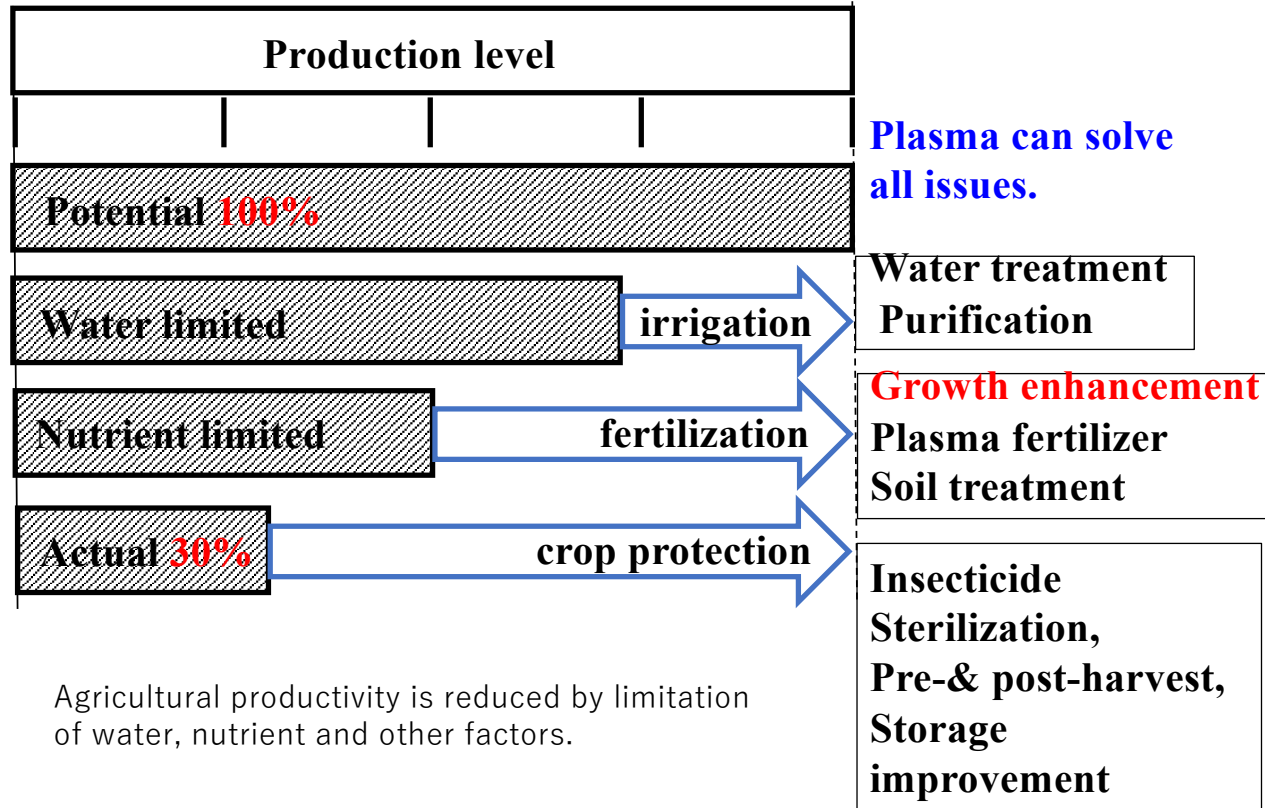 Production level
Plasma can solve
all issues.
Potential 100%
Water limited
irrigation
Water treatment
Purification
Nutrient limited
fertilization
Growth enhancement
Plasma fertilizer
Soil treatment
Actual 30%
crop protection
Insecticide
Sterilization,
Pre-& post-harvest,
Storage
improvement
Agricultural productivity is reduced by limitation
of water, nutrient and other factors.